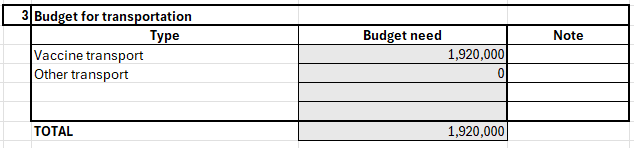 3 Budget for transportation
Type Budget need Note
Vaccine transport 1,920,000
Other transport 0
TOTAL 1,920,000